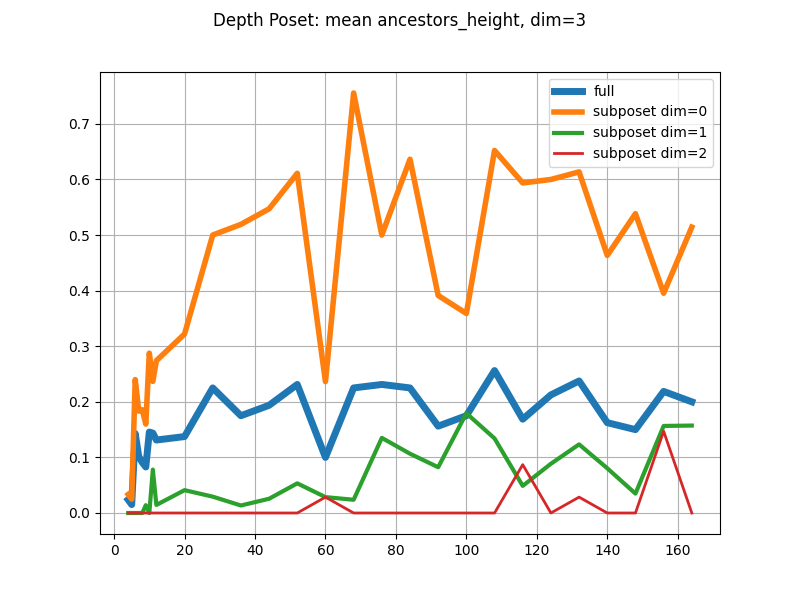 Depth Poset: mean ancestors_height, dim=3
full
subposet dim=0
subposet dim=1
subposet dim=2
0.7
0.6
0.5
0.4
0.3
0.2
0.1
0.0
0 20 40 60 80 100 120 140 160